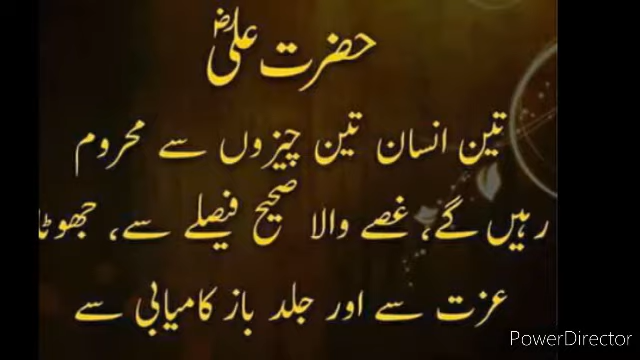 حضرت علیؓ
تین انسان تین چیزوں سے محروم
رہیں گے، غصے والا صحیح فیصلے سے، جھوٹا
عزت سے اور جلد باز کامیابی سے
PowerDirector